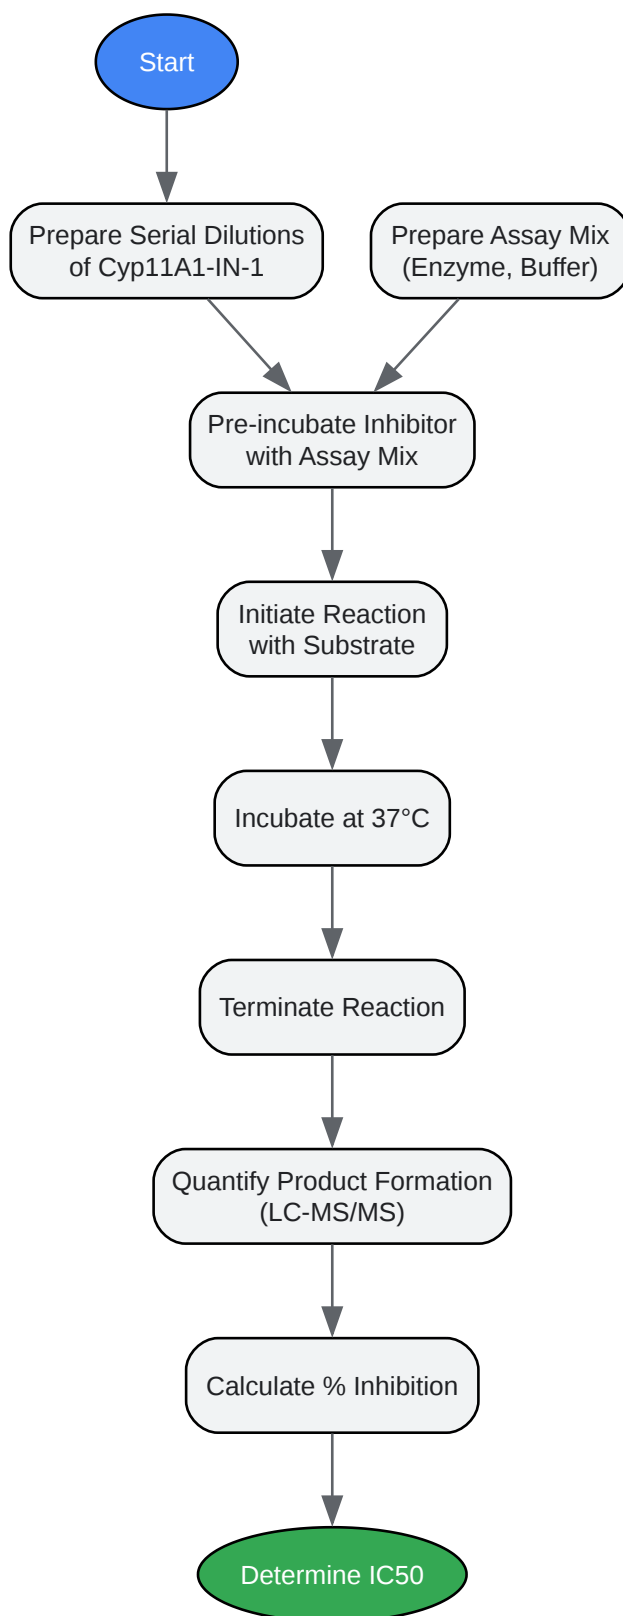 Start
Prepare Serial Dilutions
of Cyp11A1-IN-1
Prepare Assay Mix
(Enzyme, Buffer)
Pre-incubate Inhibitor
with Assay Mix
Initiate Reaction
with Substrate
Incubate at 37°C
Terminate Reaction
Quantify Product Formation
(LC-MS/MS)
Calculate % Inhibition
Determine IC50